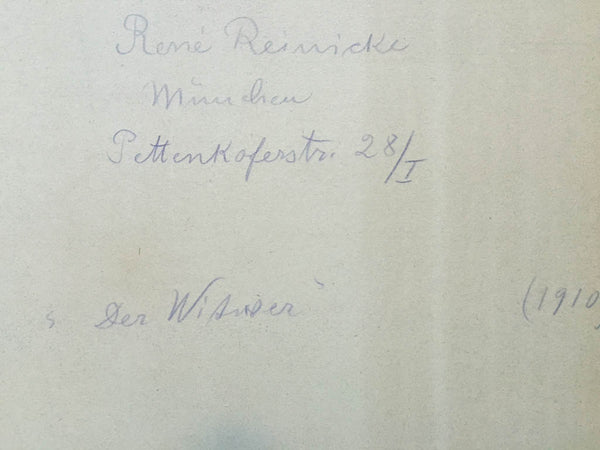 René Reinicke
München
Pettenkoferstr. 28/I
„Der Witwer“ (1910)